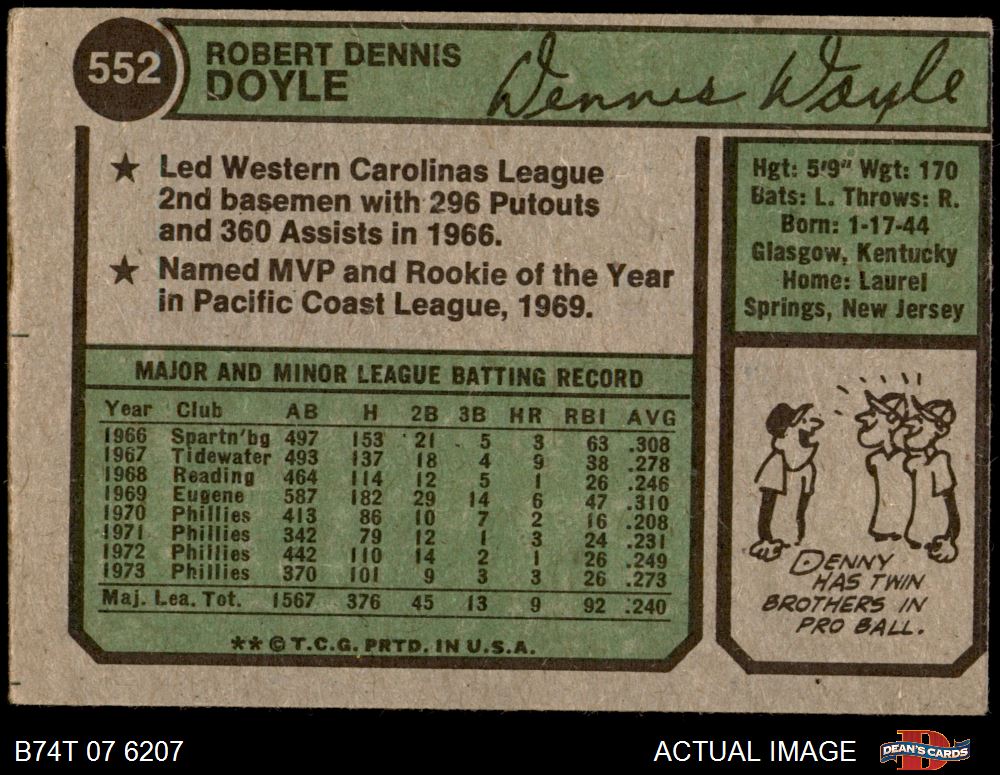 552
ROBERT DENNIS
DOYLE
Dennis Doyle
★ Led Western Carolinas League
2nd basemen with 296 Putouts
and 360 Assists in 1966.
★ Named MVP and Rookie of the Year
in Pacific Coast League, 1969.
Hgt: 5'9" Wgt: 170
Bats: L. Throws: R.
Born: 1-17-44
Glasgow, Kentucky
Home: Laurel
Springs, New Jersey
MAJOR AND MINOR LEAGUE BATTING RECORD
Year Club AB H 2B 3B HR RBI AVG
1966 Spartn'bg 497 153 21 5 3 63 .308
1967 Tidewater 493 137 18 4 9 38 .278
1968 Reading 464 114 12 5 1 26 .246
1969 Eugene 587 182 29 14 6 47 .310
1970 Phillies 413 86 10 7 2 16 .208
1971 Phillies 342 79 12 1 3 24 .231
1972 Phillies 442 110 14 2 1 26 .249
1973 Phillies 370 101 9 3 3 26 .273
Maj. Lea. Tot. 1567 376 45 13 9 92 .240
** © T.C.G. PRTD. IN U.S.A.
DENNY
HAS TWIN
BROTHERS IN
PRO BALL.
B74T 07 6207
ACTUAL IMAGE
D
DEAN'S CARDS